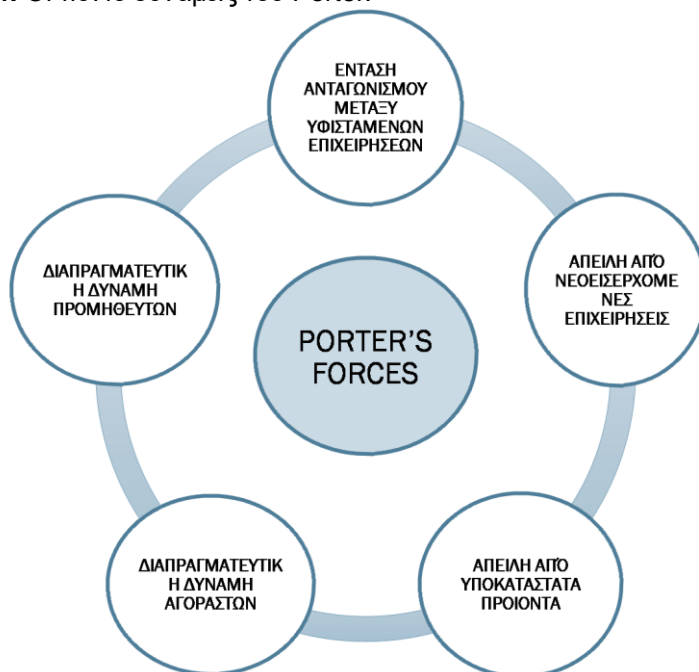 ΕΝΤΑΣΗ
ΑΝΤΑΓΩΝΙΣΜΟΥ
ΜΕΤΑΞΥ
ΥΦΙΣΤΑΜΕΝΩΝ
ΕΠΙΧΕΙΡΗΣΕΩΝ
ΑΠΕΙΛΗ ΑΠΌ
ΝΕΟΕΙΣΕΡΧΟΜΕ
ΝΕΣ
ΕΠΙΧΕΙΡΗΣΕΙΣ
ΔΙΑΠΡΑΓΜΑΤΕΥΤΙΚ
Η ΔΥΝΑΜΗ
ΠΡΟΜΗΘΕΥΤΩΝ
PORTER'S
FORCES
ΔΙΑΠΡΑΓΜΑΤΕΥΤΙΚ
Η ΔΥΝΑΜΗ
ΑΓΟΡΑΣΤΩΝ
ΑΠΕΙΛΗ ΑΠΌ
ΥΠΟΚΑΤΑΣΤΑΤΑ
ΠΡΟΙΟΝΤΑ